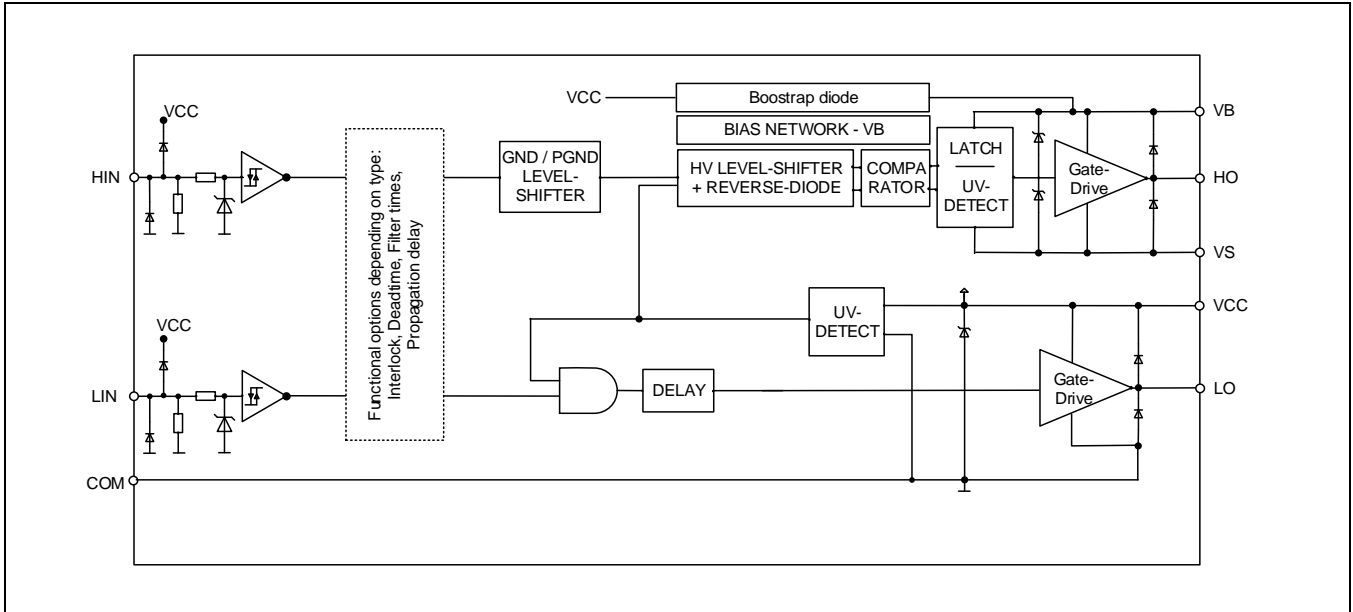 VCC
Boostrap diode
VB
VCC
BIAS NETWORK - VB
HIN
Functional options depending on type:
Interlock, Deadtime, Filter times,
Propagation delay
GND / PGND
LEVEL-
SHIFTER
HV LEVEL-SHIFTER
+ REVERSE-DIODE
COMPA
RATOR
LATCH
UV-
DETECT
Gate-
Drive
HO
VS
VCC
UV-
DETECT
VCC
LIN
DELAY
Gate-
Drive
LO
COM